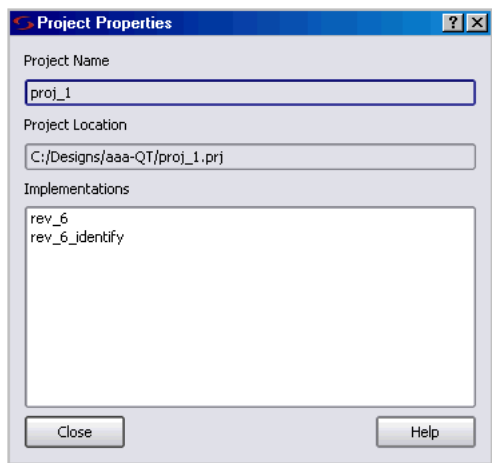 Project Properties
Project Name
proj_1
Project Location
C:/Designs/aaa-QT/proj_1.prj
Implementations
rev_6
rev_6_identify
Close Help